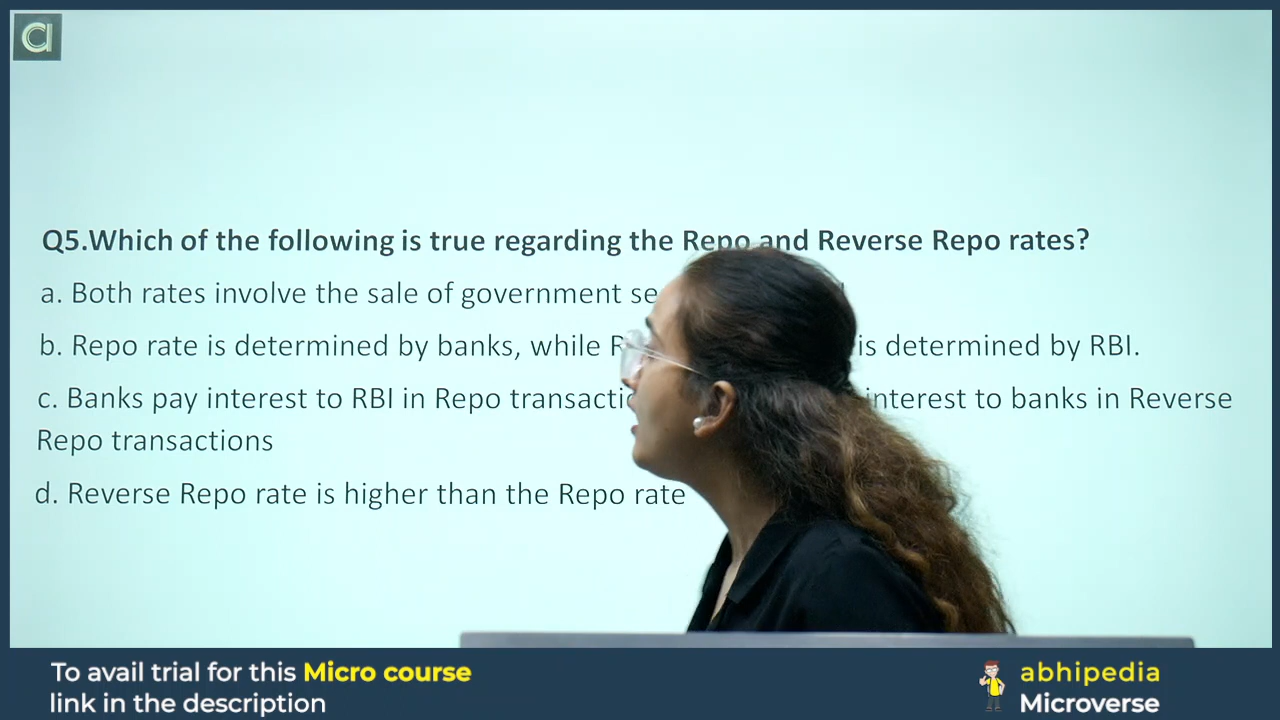 a
Q5.Which of the following is true regarding the Repo and Reverse Repo rates?
a. Both rates involve the sale of government
b. Repo rate is determined by banks, while is determined by RBI.
c. Banks pay interest to RBI in Repo interest to banks in Reverse
Repo transactions
d. Reverse Repo rate is higher than the Repo rate
To avail trial for this Micro course
link in the description
abhipedia
Microverse